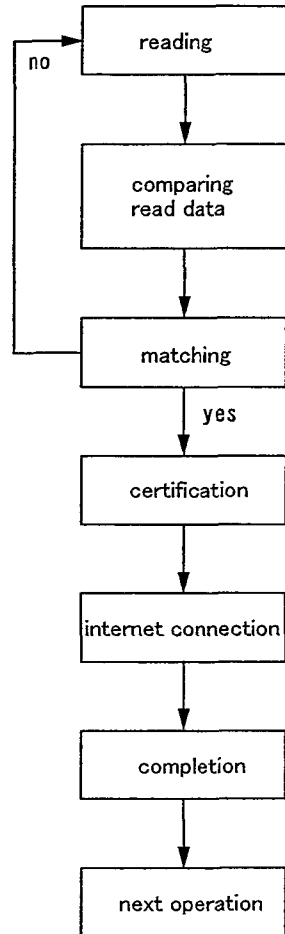 no
reading
comparing
read data
matching
yes
certification
internet connection
completion
next operation